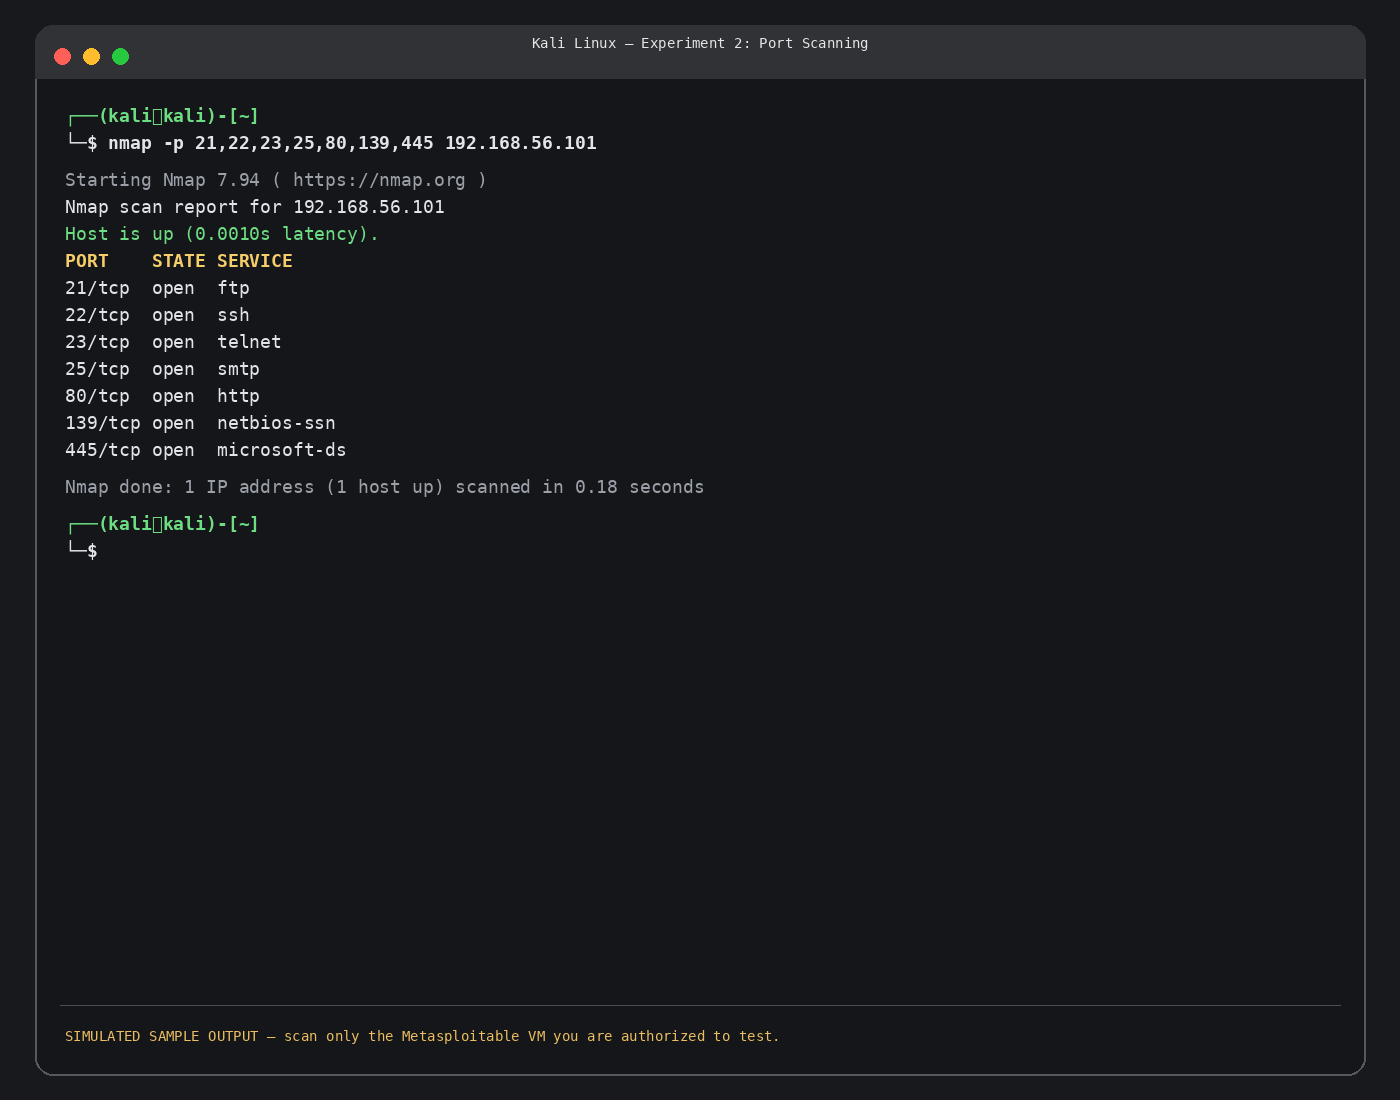 Kali Linux — Experiment 2: Port Scanning
┌──(kali▯kali)-[~]
└─$ nmap -p 21,22,23,25,80,139,445 192.168.56.101
Starting Nmap 7.94 ( https://nmap.org )
Nmap scan report for 192.168.56.101
Host is up (0.0010s latency).
PORT    STATE SERVICE
21/tcp  open  ftp
22/tcp  open  ssh
23/tcp  open  telnet
25/tcp  open  smtp
80/tcp  open  http
139/tcp open  netbios-ssn
445/tcp open  microsoft-ds
Nmap done: 1 IP address (1 host up) scanned in 0.18 seconds
┌──(kali▯kali)-[~]
└─$
SIMULATED SAMPLE OUTPUT — scan only the Metasploitable VM you are authorized to test.